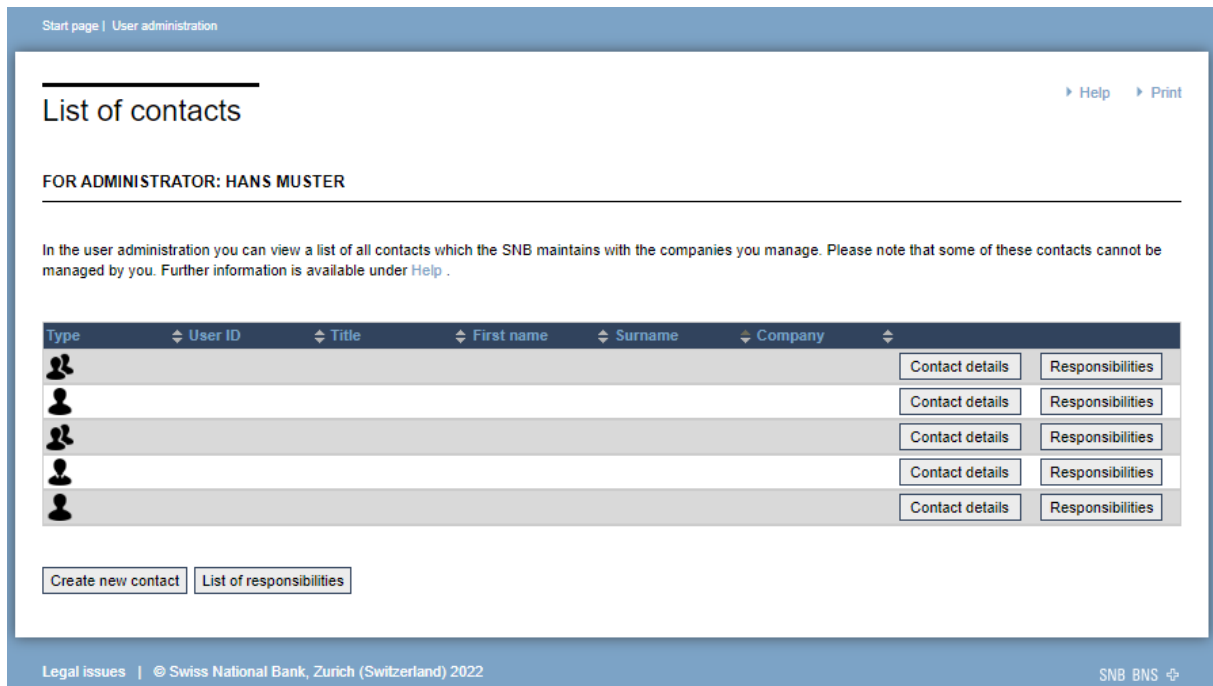 Start page | User administration
Help Print
List of contacts
FOR ADMINISTRATOR: HANS MUSTER
In the user administration you can view a list of all contacts which the SNB maintains with the companies you manage. Please note that some of these contacts cannot be
managed by you. Further information is available under Help .
Type User ID Title First name Surname Company
Contact details Responsibilities
Contact details Responsibilities
Contact details Responsibilities
Contact details Responsibilities
Contact details Responsibilities
Create new contact List of responsibilities
Legal issues | © Swiss National Bank, Zurich (Switzerland) 2022 SNB BNS